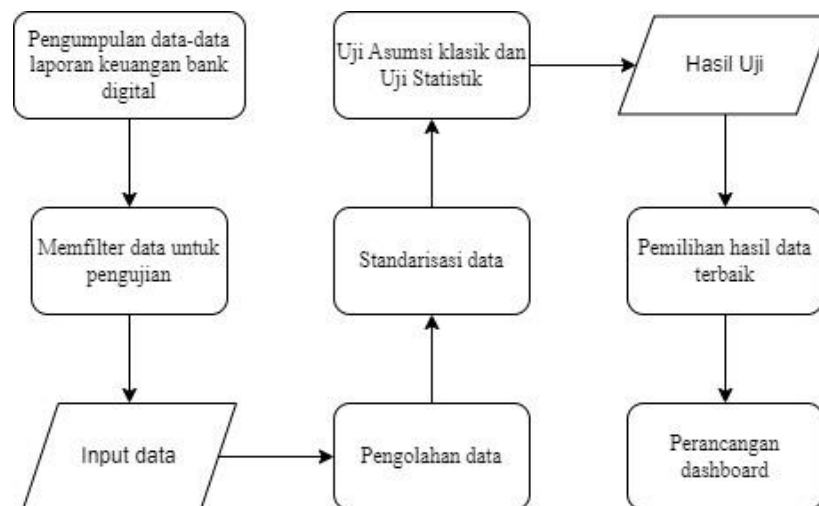 Pengumpulan data-data
laporan keuangan bank
digital
Memfilter data untuk
pengujian
Input data
Pengolahan data
Standarisasi data
Uji Asumsi klasik dan
Uji Statistik
Hasil Uji
Pemilihan hasil data
terbaik
Perancangan
dashboard